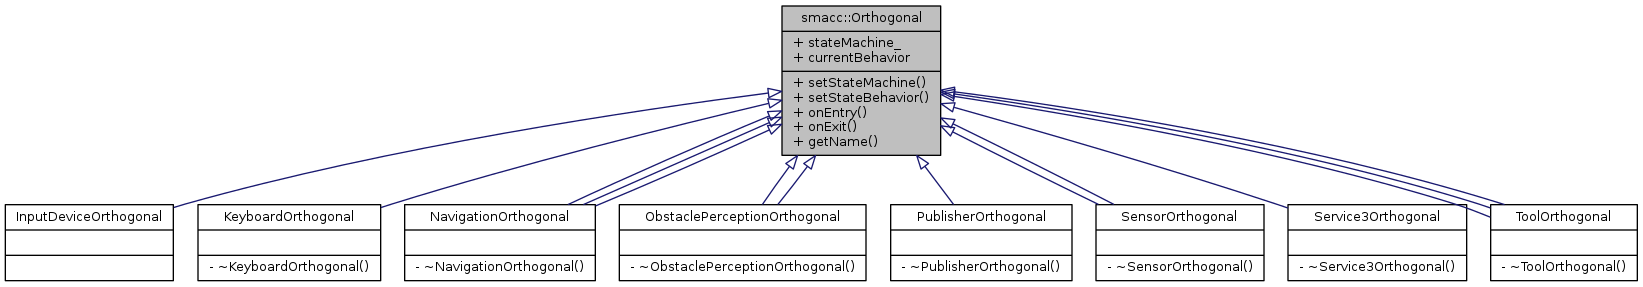 smacc::Orthogonal
+ stateMachine_
+ currentBehavior
+ setStateMachine()
+ setStateBehavior()
+ onEntry()
+ onExit()
+ getName()
InputDeviceOrthogonal
KeyboardOrthogonal
- ~KeyboardOrthogonal()
NavigationOrthogonal
- ~NavigationOrthogonal()
ObstaclePerceptionOrthogonal
- ~ObstaclePerceptionOrthogonal()
PublisherOrthogonal
- ~PublisherOrthogonal()
SensorOrthogonal
- ~SensorOrthogonal()
Service3Orthogonal
- ~Service3Orthogonal()
ToolOrthogonal
- ~ToolOrthogonal()